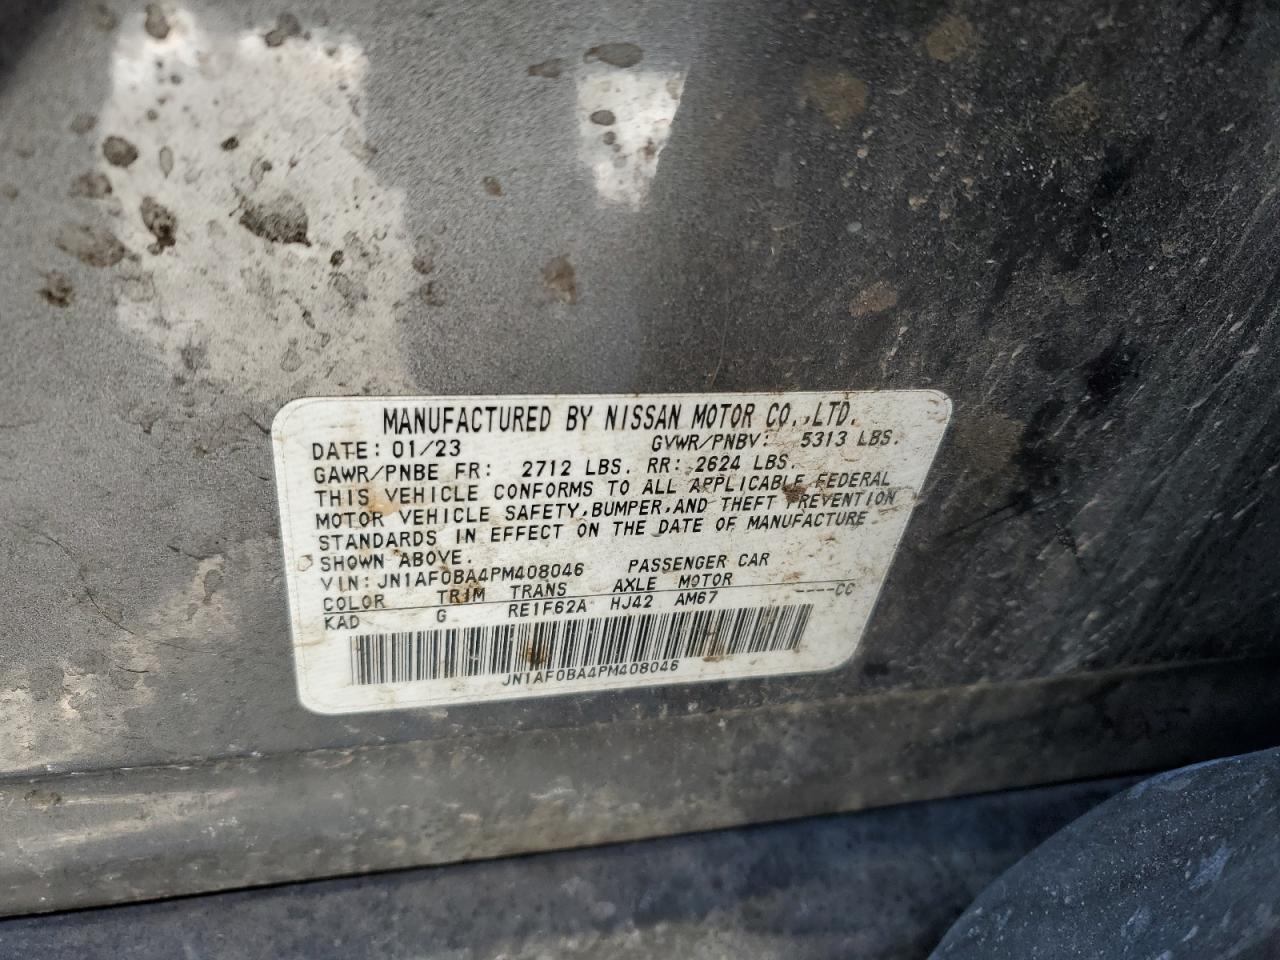 MANUFACTURED BY NISSAN MOTOR CO.,LTD.
DATE: 01/23 GVWR/PNBV: 5313 LBS.
GAWR/PNBE FR: 2712 LBS. RR: 2624 LBS.
THIS VEHICLE CONFORMS TO ALL APPLICABLE FEDERAL
MOTOR VEHICLE SAFETY,BUMPER,AND THEFT PREVENTION
STANDARDS IN EFFECT ON THE DATE OF MANUFACTURE
SHOWN ABOVE.
VIN: JN1AF0BA4PM408046 PASSENGER CAR
COLOR TRIM TRANS AXLE MOTOR
KAD G RE1F62A HJ42 AM67 ----CC
JN1AF0BA4PM408046